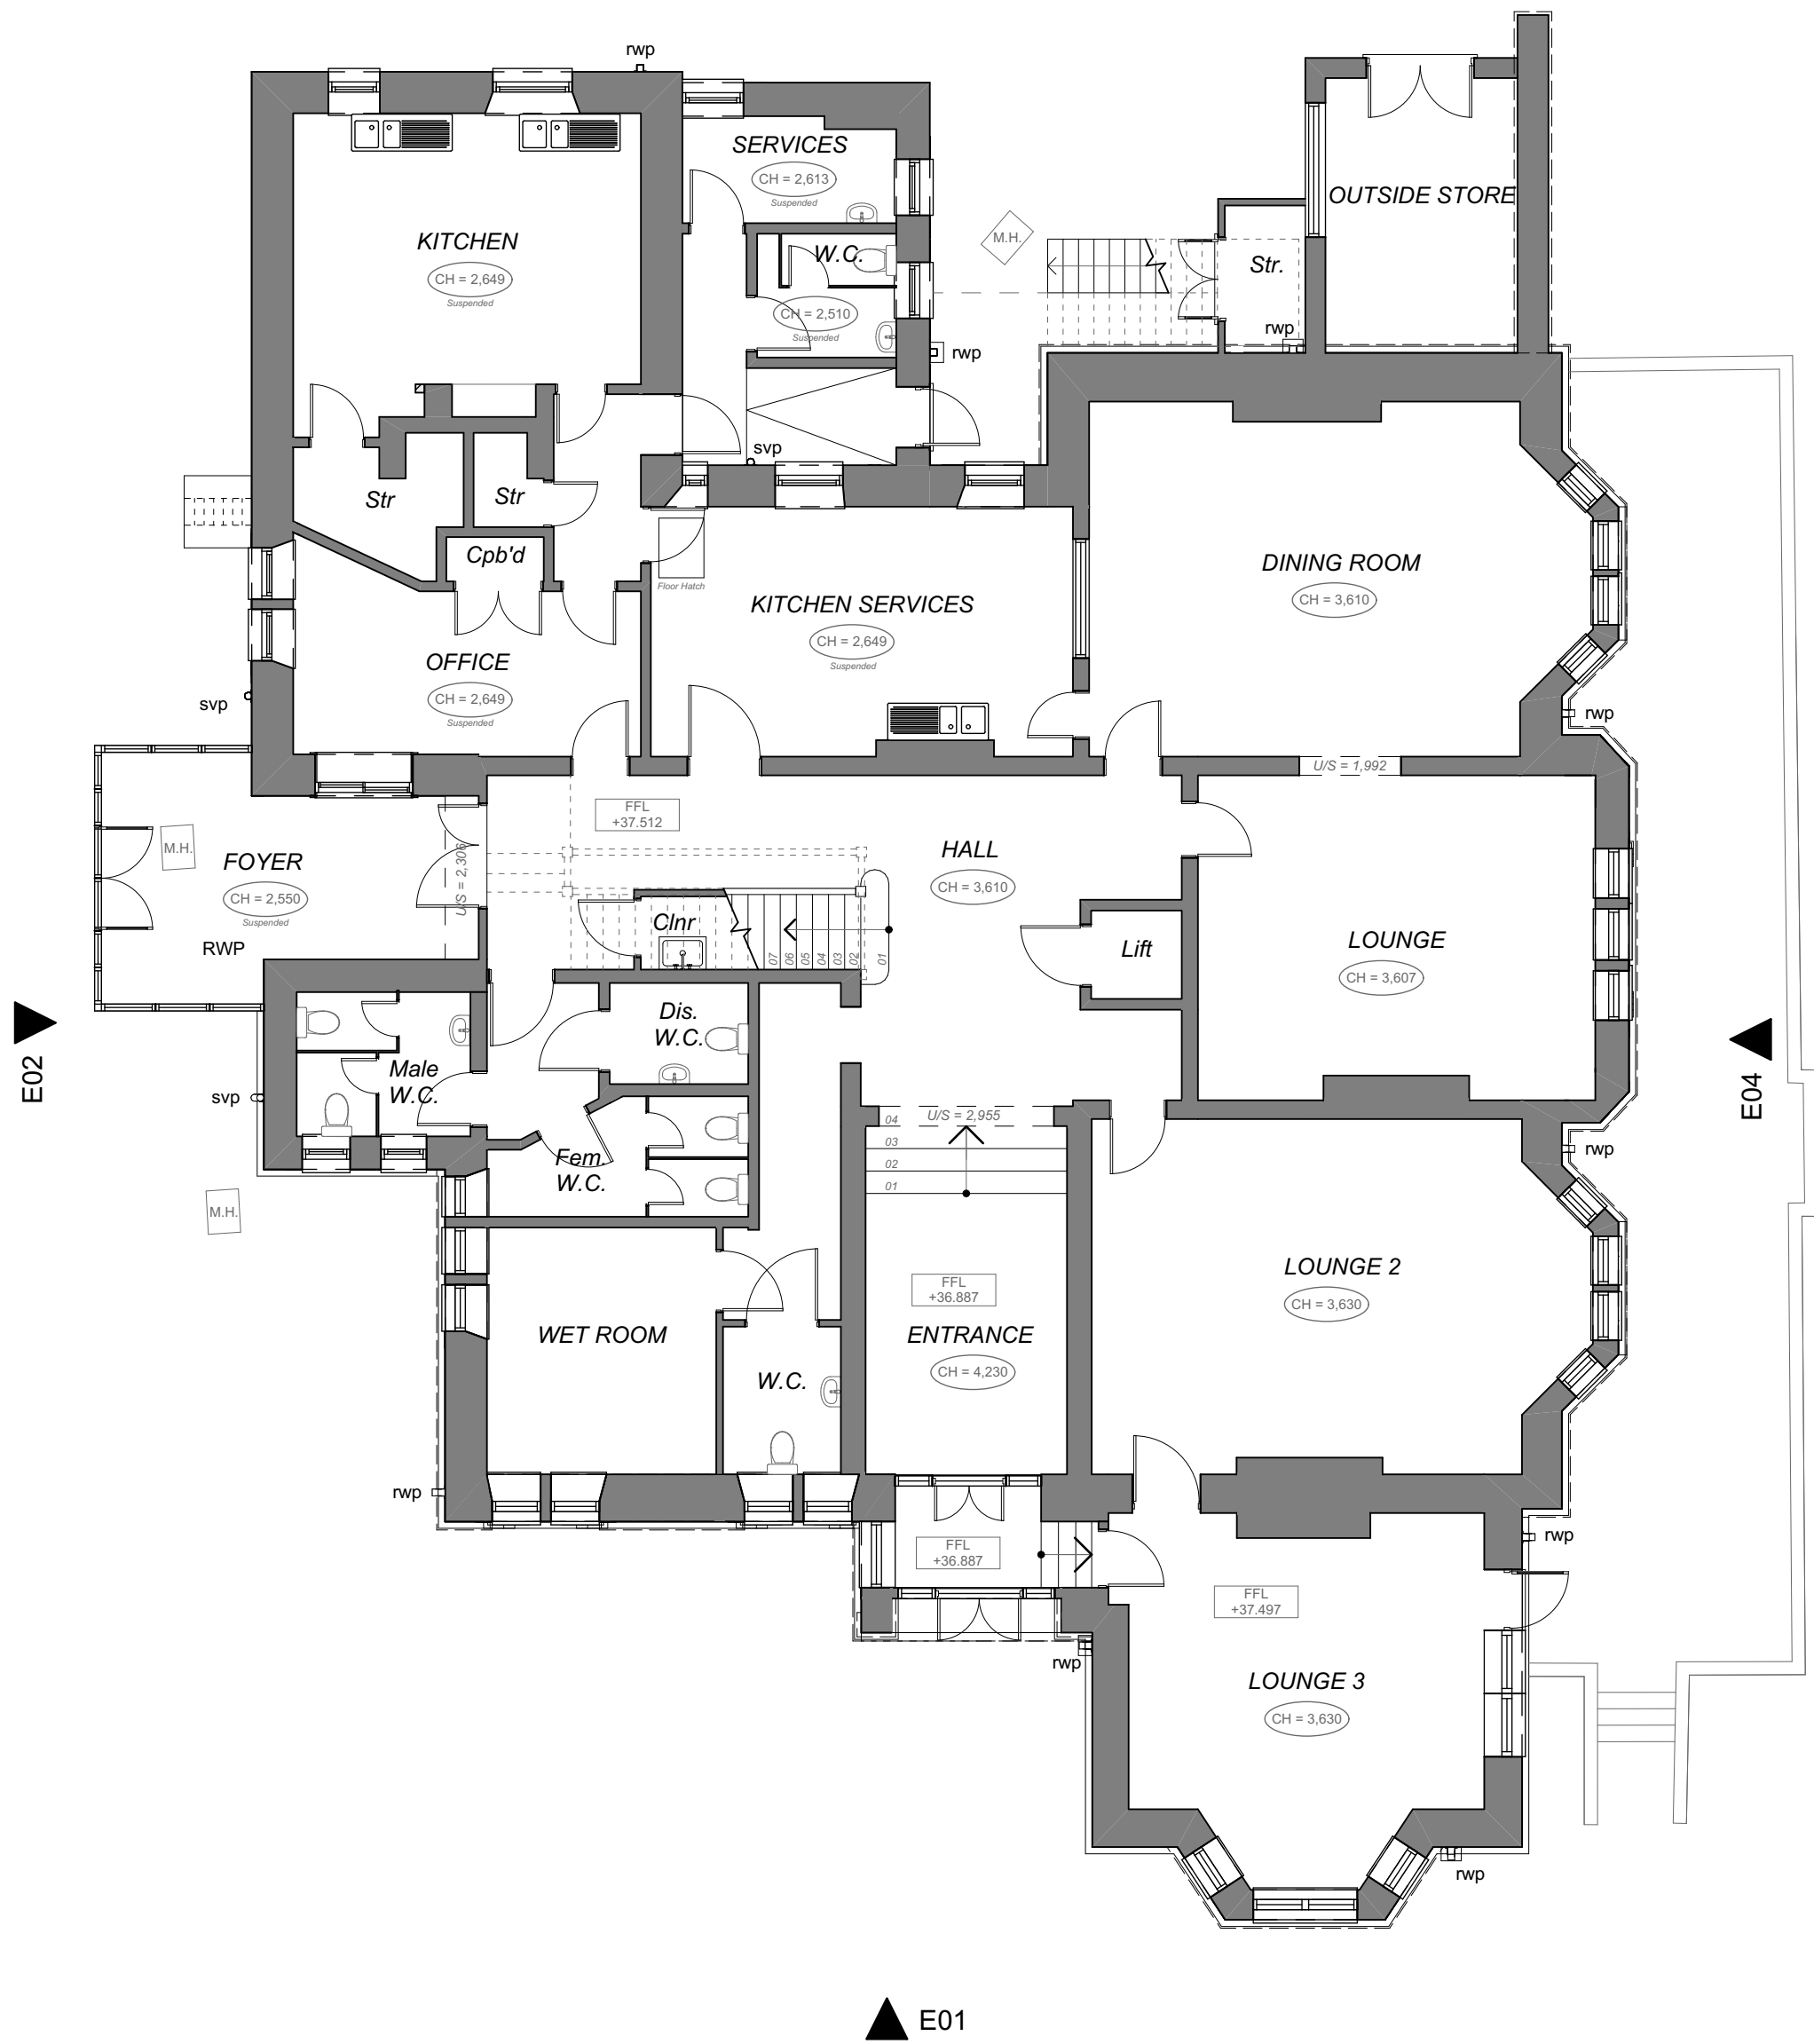 rwp
SERVICES
CH = 2,613
Suspended
OUTSIDE STORE
KITCHEN
CH = 2,649
Suspended
W.C.
CH = 2,510
Suspended
M.H.
Str.
rwp
rwp
svp
Str
Str
Cpb'd
Floor Hatch
KITCHEN SERVICES
CH = 2,649
Suspended
DINING ROOM
CH = 3,610
OFFICE
CH = 2,649
Suspended
svp
rwp
U/S = 1,992
FFL
+37.512
M.H.
FOYER
CH = 2,550
Suspended
RWP
U/S = 2,306
HALL
CH = 3,610
Clnr
07
06
05
04
03
02
01
Lift
LOUNGE
CH = 3,607
E02
E04
Dis.
W.C.
Male
W.C.
svp
Fem.
W.C.
M.H.
U/S = 2,955
04
03
02
01
rwp
LOUNGE 2
CH = 3,630
FFL
+36.887
ENTRANCE
CH = 4,230
WET ROOM
W.C.
rwp
FFL
+36.887
rwp
FFL
+37.497
rwp
LOUNGE 3
CH = 3,630
rwp
E01